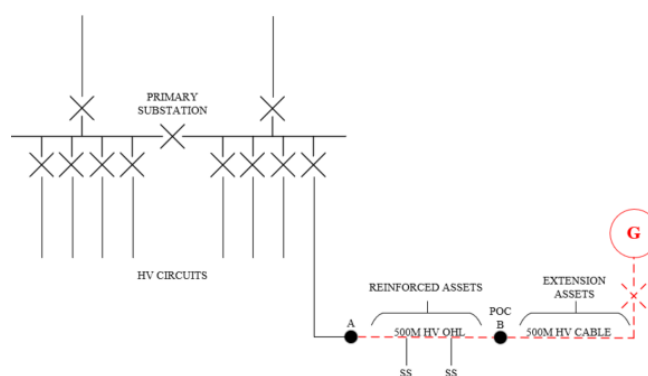 PRIMARY
SUBSTATION
G
HV CIRCUITS
REINFORCED ASSETS
EXTENSION
ASSETS
POC
A
B
500M HV OHL
500M HV CABLE
SS
SS